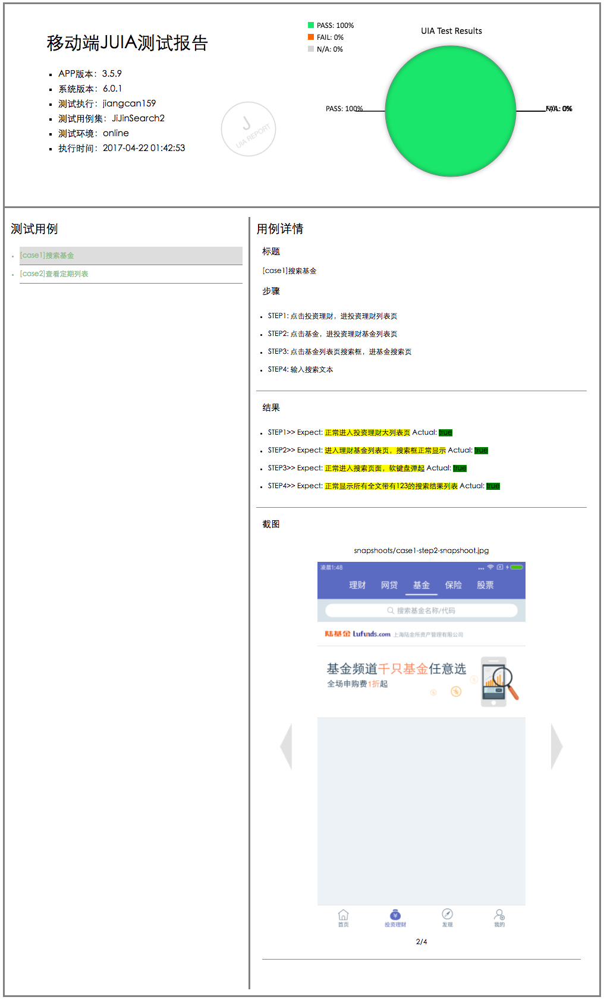 移动端JUIA测试报告
APP版本：3.5.9
系统版本：6.0.1
测试执行：jiangcan159
测试用例集：JiJinSearch2
测试环境：online
执行时间：2017-04-22 01:42:53
J
UIA REPORT
PASS: 100%
FAIL: 0%
N/A: 0%
UIA Test Results
PASS: 100%
测试用例
[case1]搜索基金
[case2]查看定期列表
用例详情
标题
[case1]搜索基金
步骤
STEP1: 点击投资理财，进投资理财列表页
STEP2: 点击基金，进投资理财基金列表页
STEP3: 点击基金列表页搜索框，进基金搜索页
STEP4: 输入搜索文本
结果
STEP1>> Expect: 正常进入投资理财大列表页 Actual: true
STEP2>> Expect: 进入理财基金列表页，搜索框正常显示 Actual: true
STEP3>> Expect: 正常进入搜索页面，软键盘弹起 Actual: true
STEP4>> Expect: 正常显示所有全文带有123的搜索结果列表 Actual: true
截图
snapshoots/case1-step2-snapshoot.jpg
凌晨1:48
理财 网贷 基金 保险 股票
搜索基金名称/代码
陆基金 Lufunds.com 上海陆金所资产管理有限公司
基金频道千只基金任意选
全场申购费1折起
首页 投资理财 发现 我的
2/4